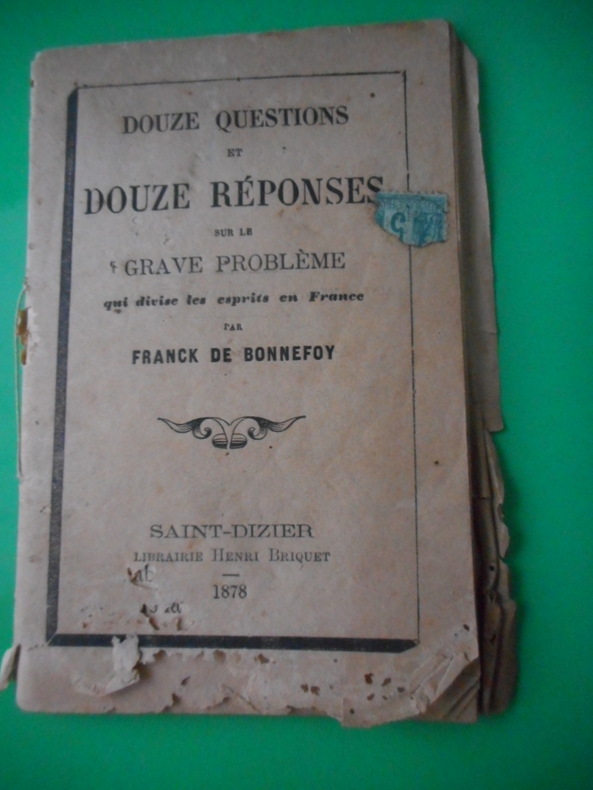 DOUZE QUESTIONS
ET
DOUZE RÉPONSES
SUR LE
GRAVE PROBLÈME
qui divise les esprits en France
PAR
FRANCK DE BONNEFOY
SAINT-DIZIER
LIBRAIRIE HENRI BRIQUET
1878